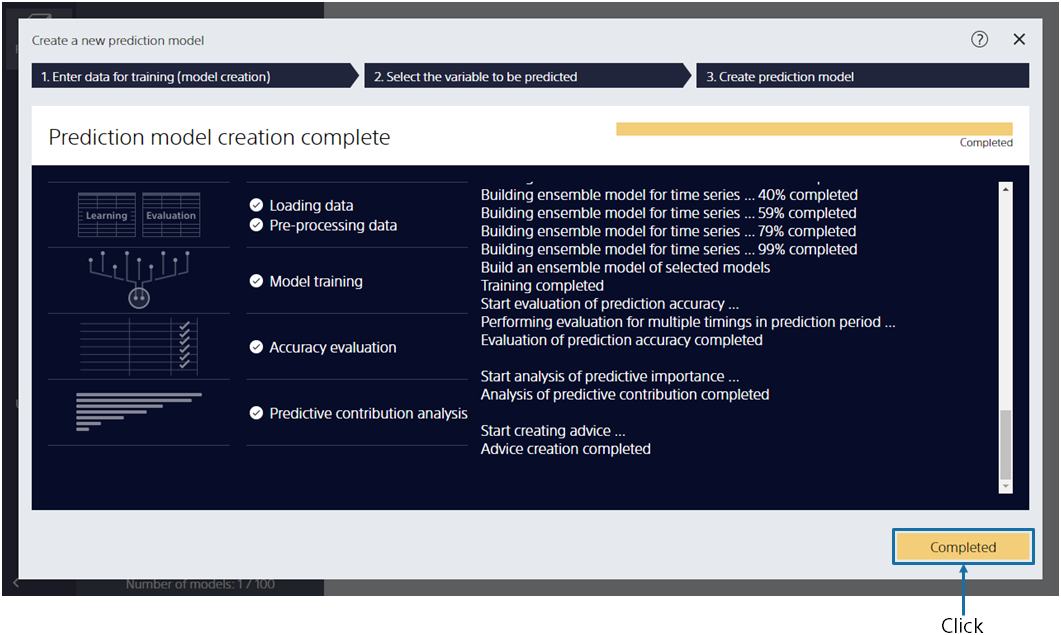 Create a new prediction model
?
1. Enter data for training (model creation)
2. Select the variable to be predicted
3. Create prediction model
Prediction model creation complete
Completed
Learning
Evaluation
Loading data
Pre-processing data
Model training
Accuracy evaluation
Predictive contribution analysis
Building ensemble model for time series ... 40% completed
Building ensemble model for time series ... 59% completed
Building ensemble model for time series ... 79% completed
Building ensemble model for time series ... 99% completed
Build an ensemble model of selected models
Training completed
Start evaluation of prediction accuracy ...
Performing evaluation for multiple timings in prediction period ...
Evaluation of prediction accuracy completed
Start analysis of predictive importance ...
Analysis of predictive contribution completed
Start creating advice ...
Advice creation completed
Completed
Number of models: 1 / 100
Click